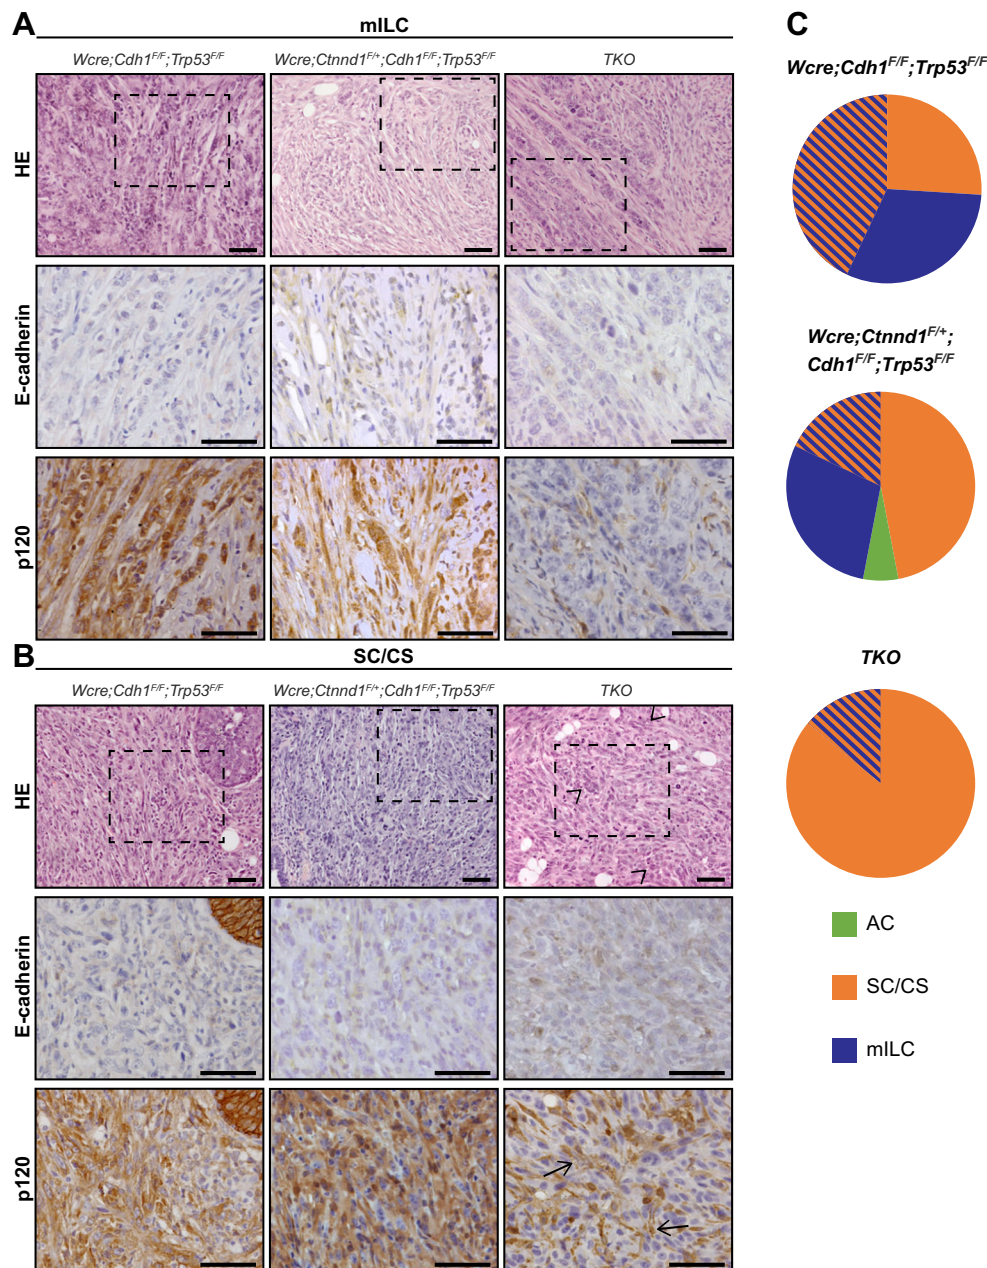 A
mILC
Wcre;Cdh1F/F;Trp53F/F
Wcre;Ctnnd1F/+;Cdh1F/F;Trp53F/F
TKO
HE
E-cadherin
p120
B
SC/CS
Wcre;Cdh1F/F;Trp53F/F
Wcre;Ctnnd1F/+;Cdh1F/F;Trp53F/F
TKO
HE
E-cadherin
p120
C
Wcre;Cdh1F/F;Trp53F/F
Wcre;Ctnnd1F/+;
Cdh1F/F;Trp53F/F
TKO
AC
SC/CS
mILC